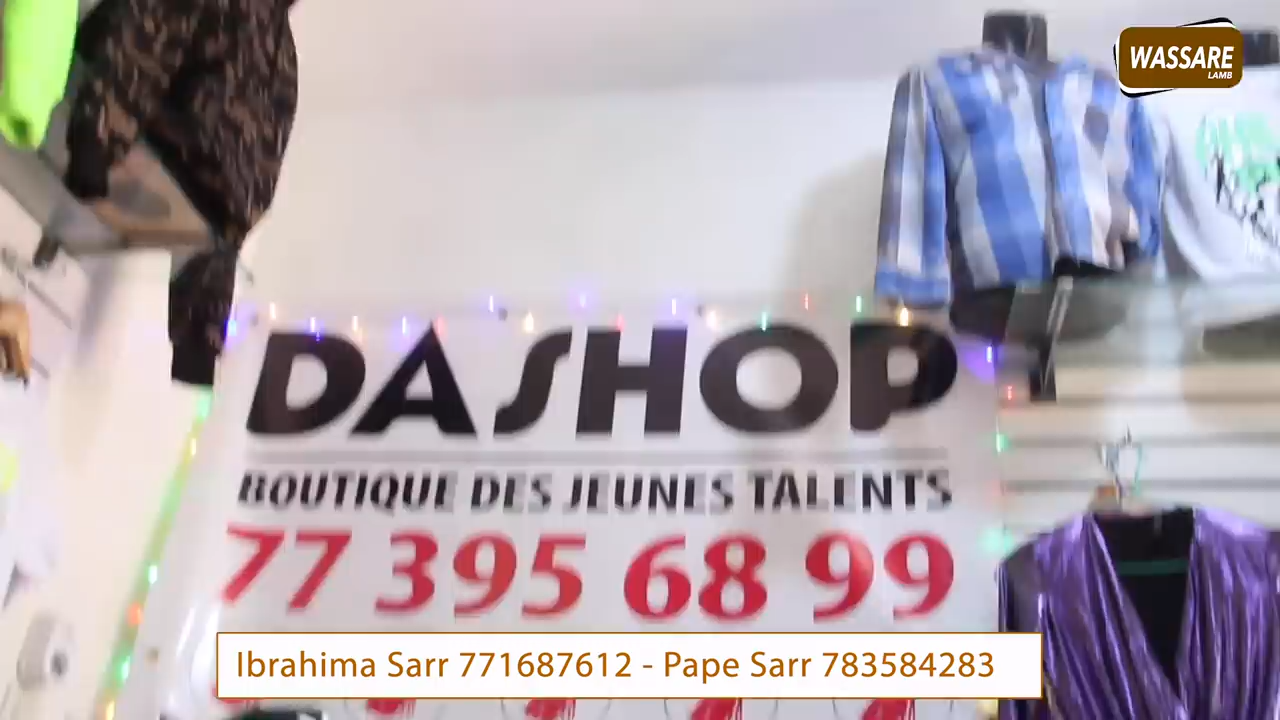 WASSARE
LAMB
DASHOP
BOUTIQUE DES JEUNES TALENTS
77 395 68 99
Ibrahima Sarr 771687612 - Pape Sarr 783584283